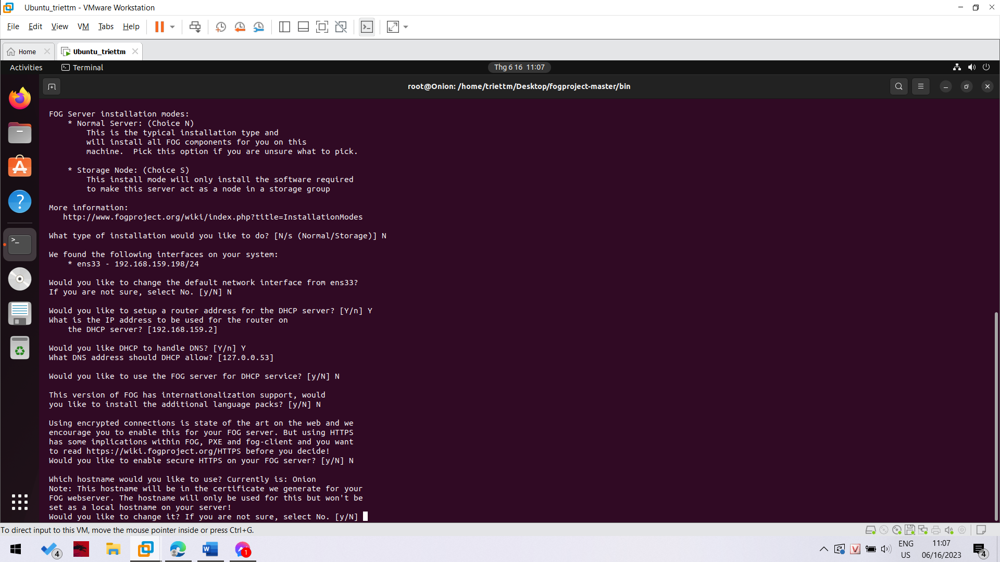 Ubuntu_triettm - VMware Workstation
File Edit View VM Tabs Help
Home
Ubuntu_triettm
Activities
Terminal
Thg 6 16 11:07
root@Onion: /home/triettm/Desktop/fogproject-master/bin
FOG Server installation modes:
* Normal Server: (Choice N)
This is the typical installation type and
will install all FOG components for you on this
machine.  Pick this option if you are unsure what to pick.
* Storage Node: (Choice S)
This install mode will only install the software required
to make this server act as a node in a storage group
More information:
http://www.fogproject.org/wiki/index.php?title=InstallationModes
What type of installation would you like to do? [N/s (Normal/Storage)] N
We found the following interfaces on your system:
* ens33 - 192.168.159.198/24
Would you like to change the default network interface from ens33?
If you are not sure, select No. [y/N] N
Would you like to setup a router address for the DHCP server? [Y/n] Y
What is the IP address to be used for the router on
the DHCP server? [192.168.159.2]
Would you like DHCP to handle DNS? [Y/n] Y
What DNS address should DHCP allow? [127.0.0.53]
Would you like to use the FOG server for DHCP service? [y/N] N
This version of FOG has internationalization support, would
you like to install the additional language packs? [y/N] N
Using encrypted connections is state of the art on the web and we
encourage you to enable this for your FOG server. But using HTTPS
has some implications within FOG, PXE and fog-client and you want
to read https://wiki.fogproject.org/HTTPS before you decide!
Would you like to enable secure HTTPS on your FOG server? [y/N] N
Which hostname would you like to use? Currently is: Onion
Note: This hostname will be in the certificate we generate for your
FOG webserver. The hostname will only be used for this but won't be
set as a local hostname on your server!
Would you like to change it? If you are not sure, select No. [y/N]
To direct input to this VM, move the mouse pointer inside or press Ctrl+G.
4
W
1
V
ENG
US
11:07
06/16/2023
4